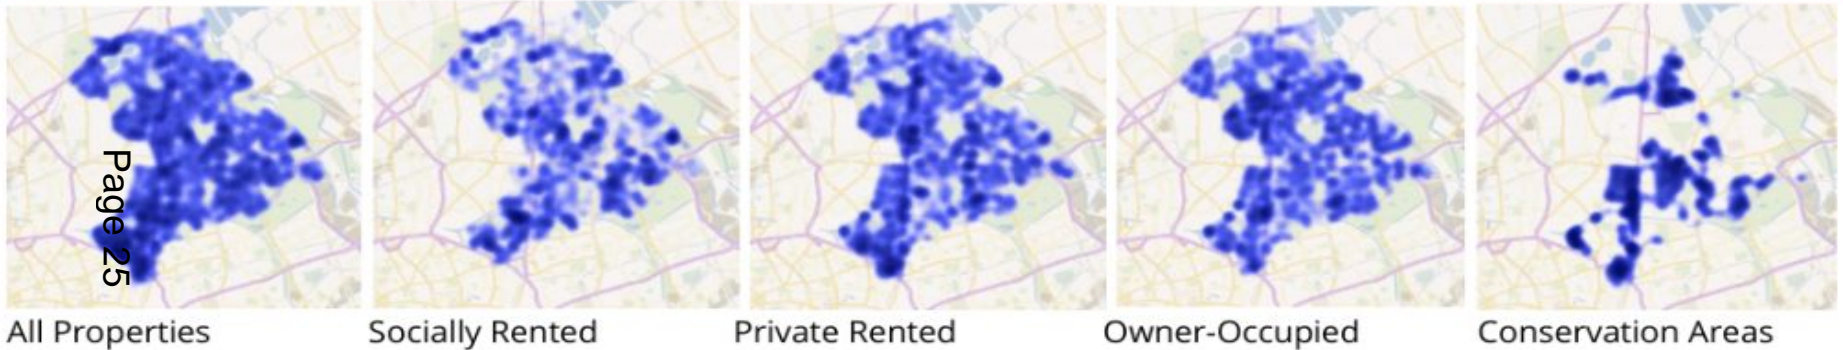 Page 25
All Properties
Socially Rented
Private Rented
Owner-Occupied
Conservation Areas